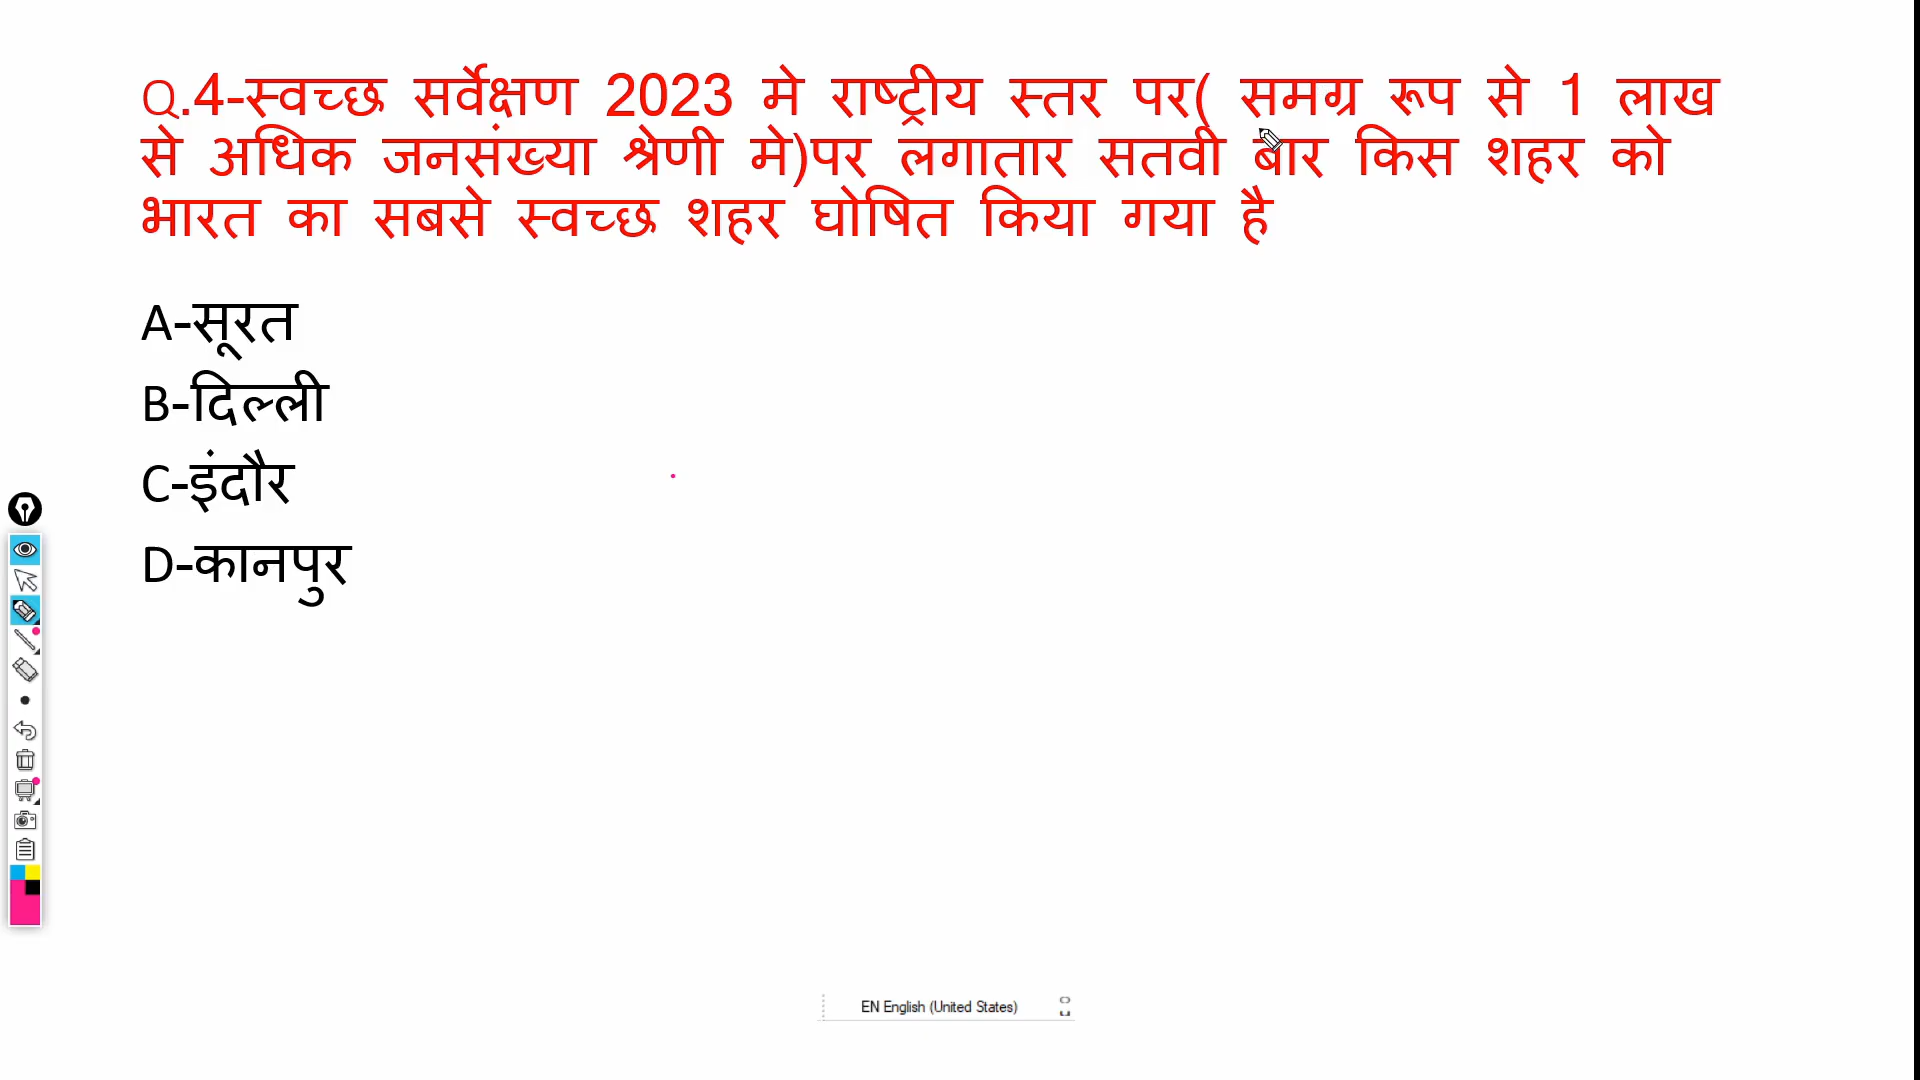 Q.4-स्वच्छ सर्वेक्षण 2023 मे राष्ट्रीय स्तर पर( समग्र रूप से 1 लाख
से अधिक जनसंख्या श्रेणी मे)पर लगातार सतवी बार किस शहर को
भारत का सबसे स्वच्छ शहर घोषित किया गया है
A-सूरत
B-दिल्ली
C-इंदौर
D-कानपुर
EN English (United States)